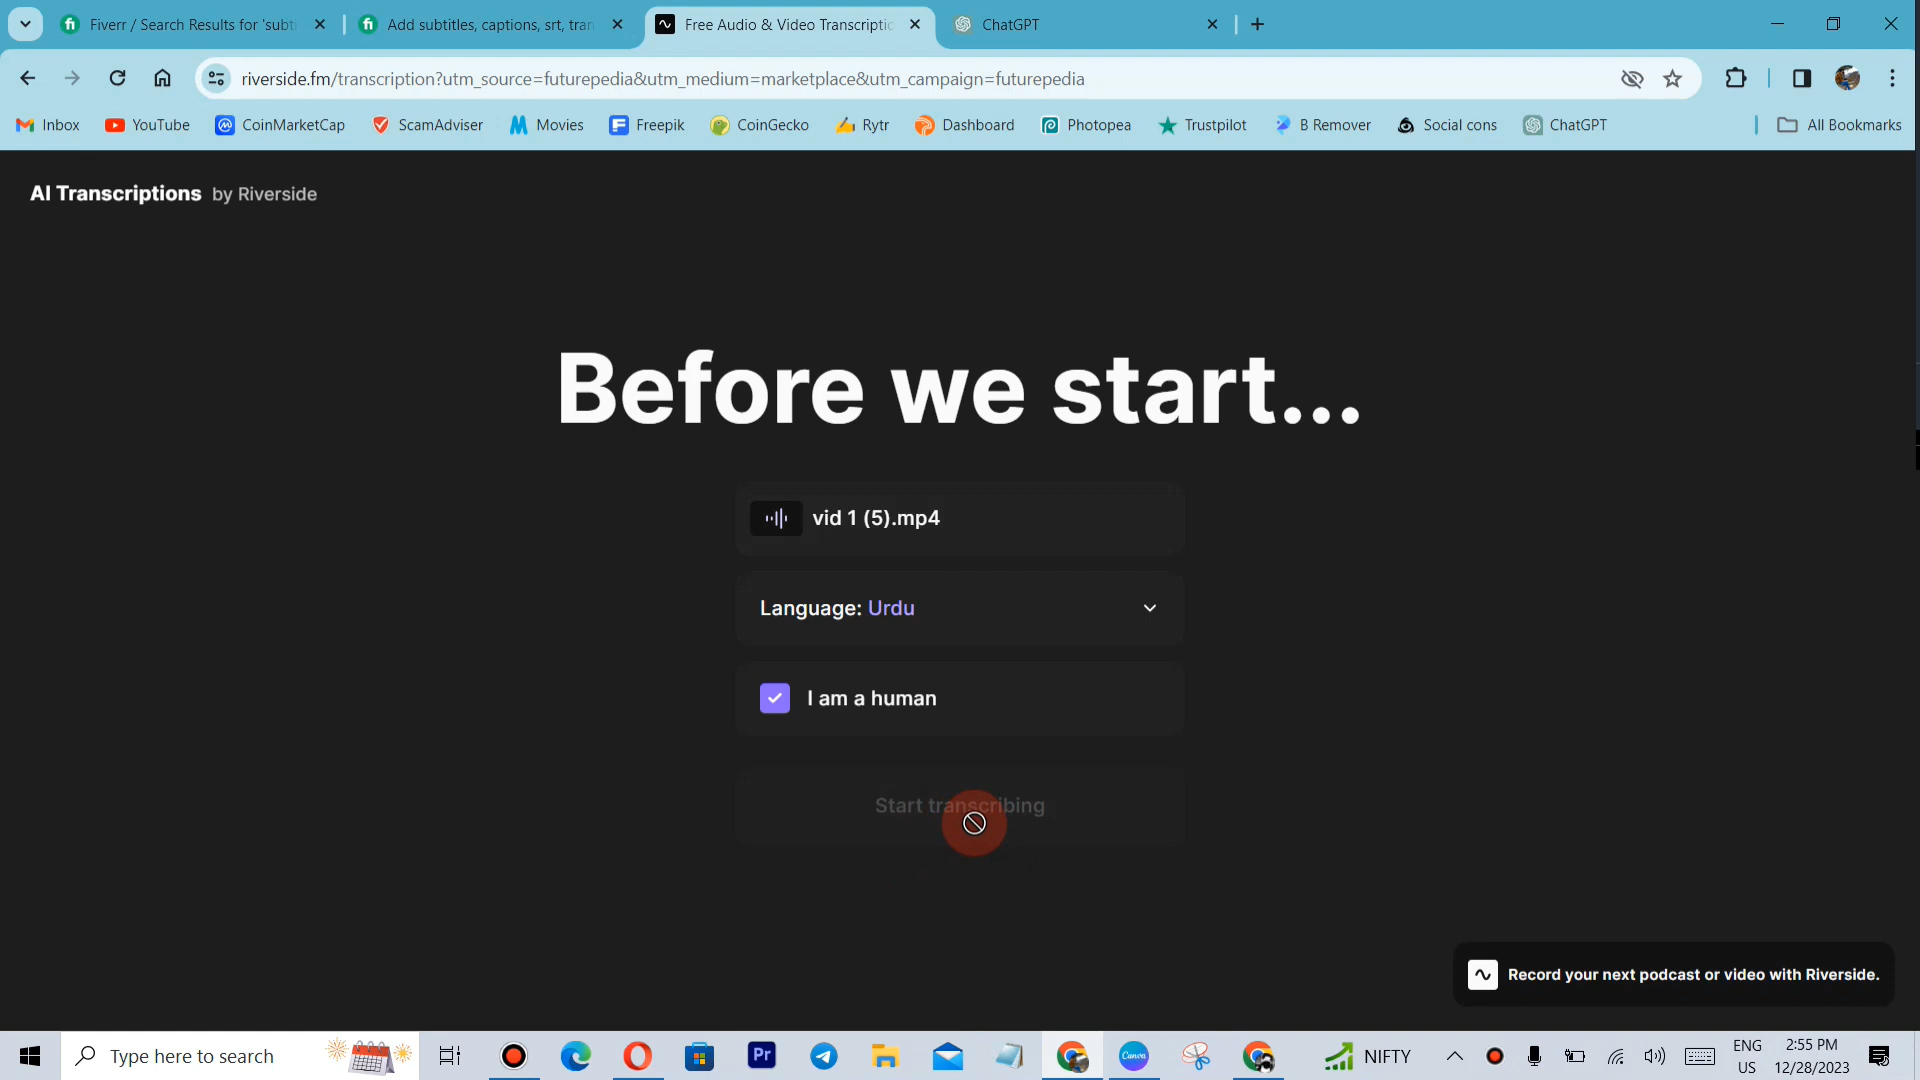 Fiverr / Search Results for 'subti
Add subtitles, captions, srt, tran
Free Audio & Video Transcriptio
ChatGPT
riverside.fm/transcription?utm_source=futurepedia&utm_medium=marketplace&utm_campaign=futurepedia
Inbox
YouTube
CoinMarketCap
ScamAdviser
Movies
Freepik
CoinGecko
Rytr
Dashboard
Photopea
Trustpilot
B Remover
Social cons
ChatGPT
All Bookmarks
AI Transcriptions by Riverside
Before we start...
vid 1 (5).mp4
Language: Urdu
I am a human
Start transcribing
Record your next podcast or video with Riverside.
Type here to search
Pr
Canva
NIFTY
ENG
US
2:55 PM
12/28/2023